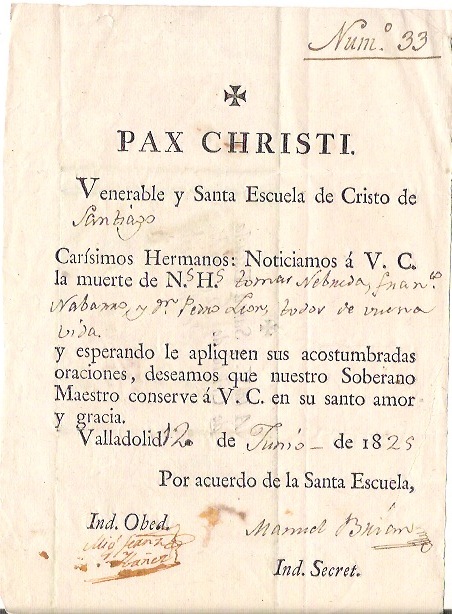 Num.º 33
PAX CHRISTI.
Venerable y Santa Escuela de Cristo de
Santiago
Carísimos Hermanos: Noticiamos á V. C.
la muerte de N.s H.s tomas Nebreda, Fran.co
Nabarro, y d.n Pedro Leon, todos de buena
vida.
y esperando le apliquen sus acostumbradas
oraciones, deseamos que nuestro Soberano
Maestro conserve á V. C. en su santo amor
y gracia.
Valladolid 12. de Junio de 1825
Por acuerdo de la Santa Escuela,
Ind. Obed.
Manuel
Ibañez
Ind. Secret.